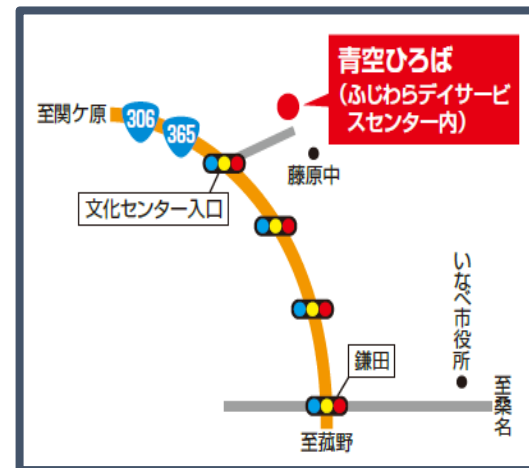 青空ひろば
(ふじわらデイサービ
スセンター内)
至関ケ原
306
365
藤原中
文化センター入口
いなべ市役所
鎌田
至桑名
至菰野